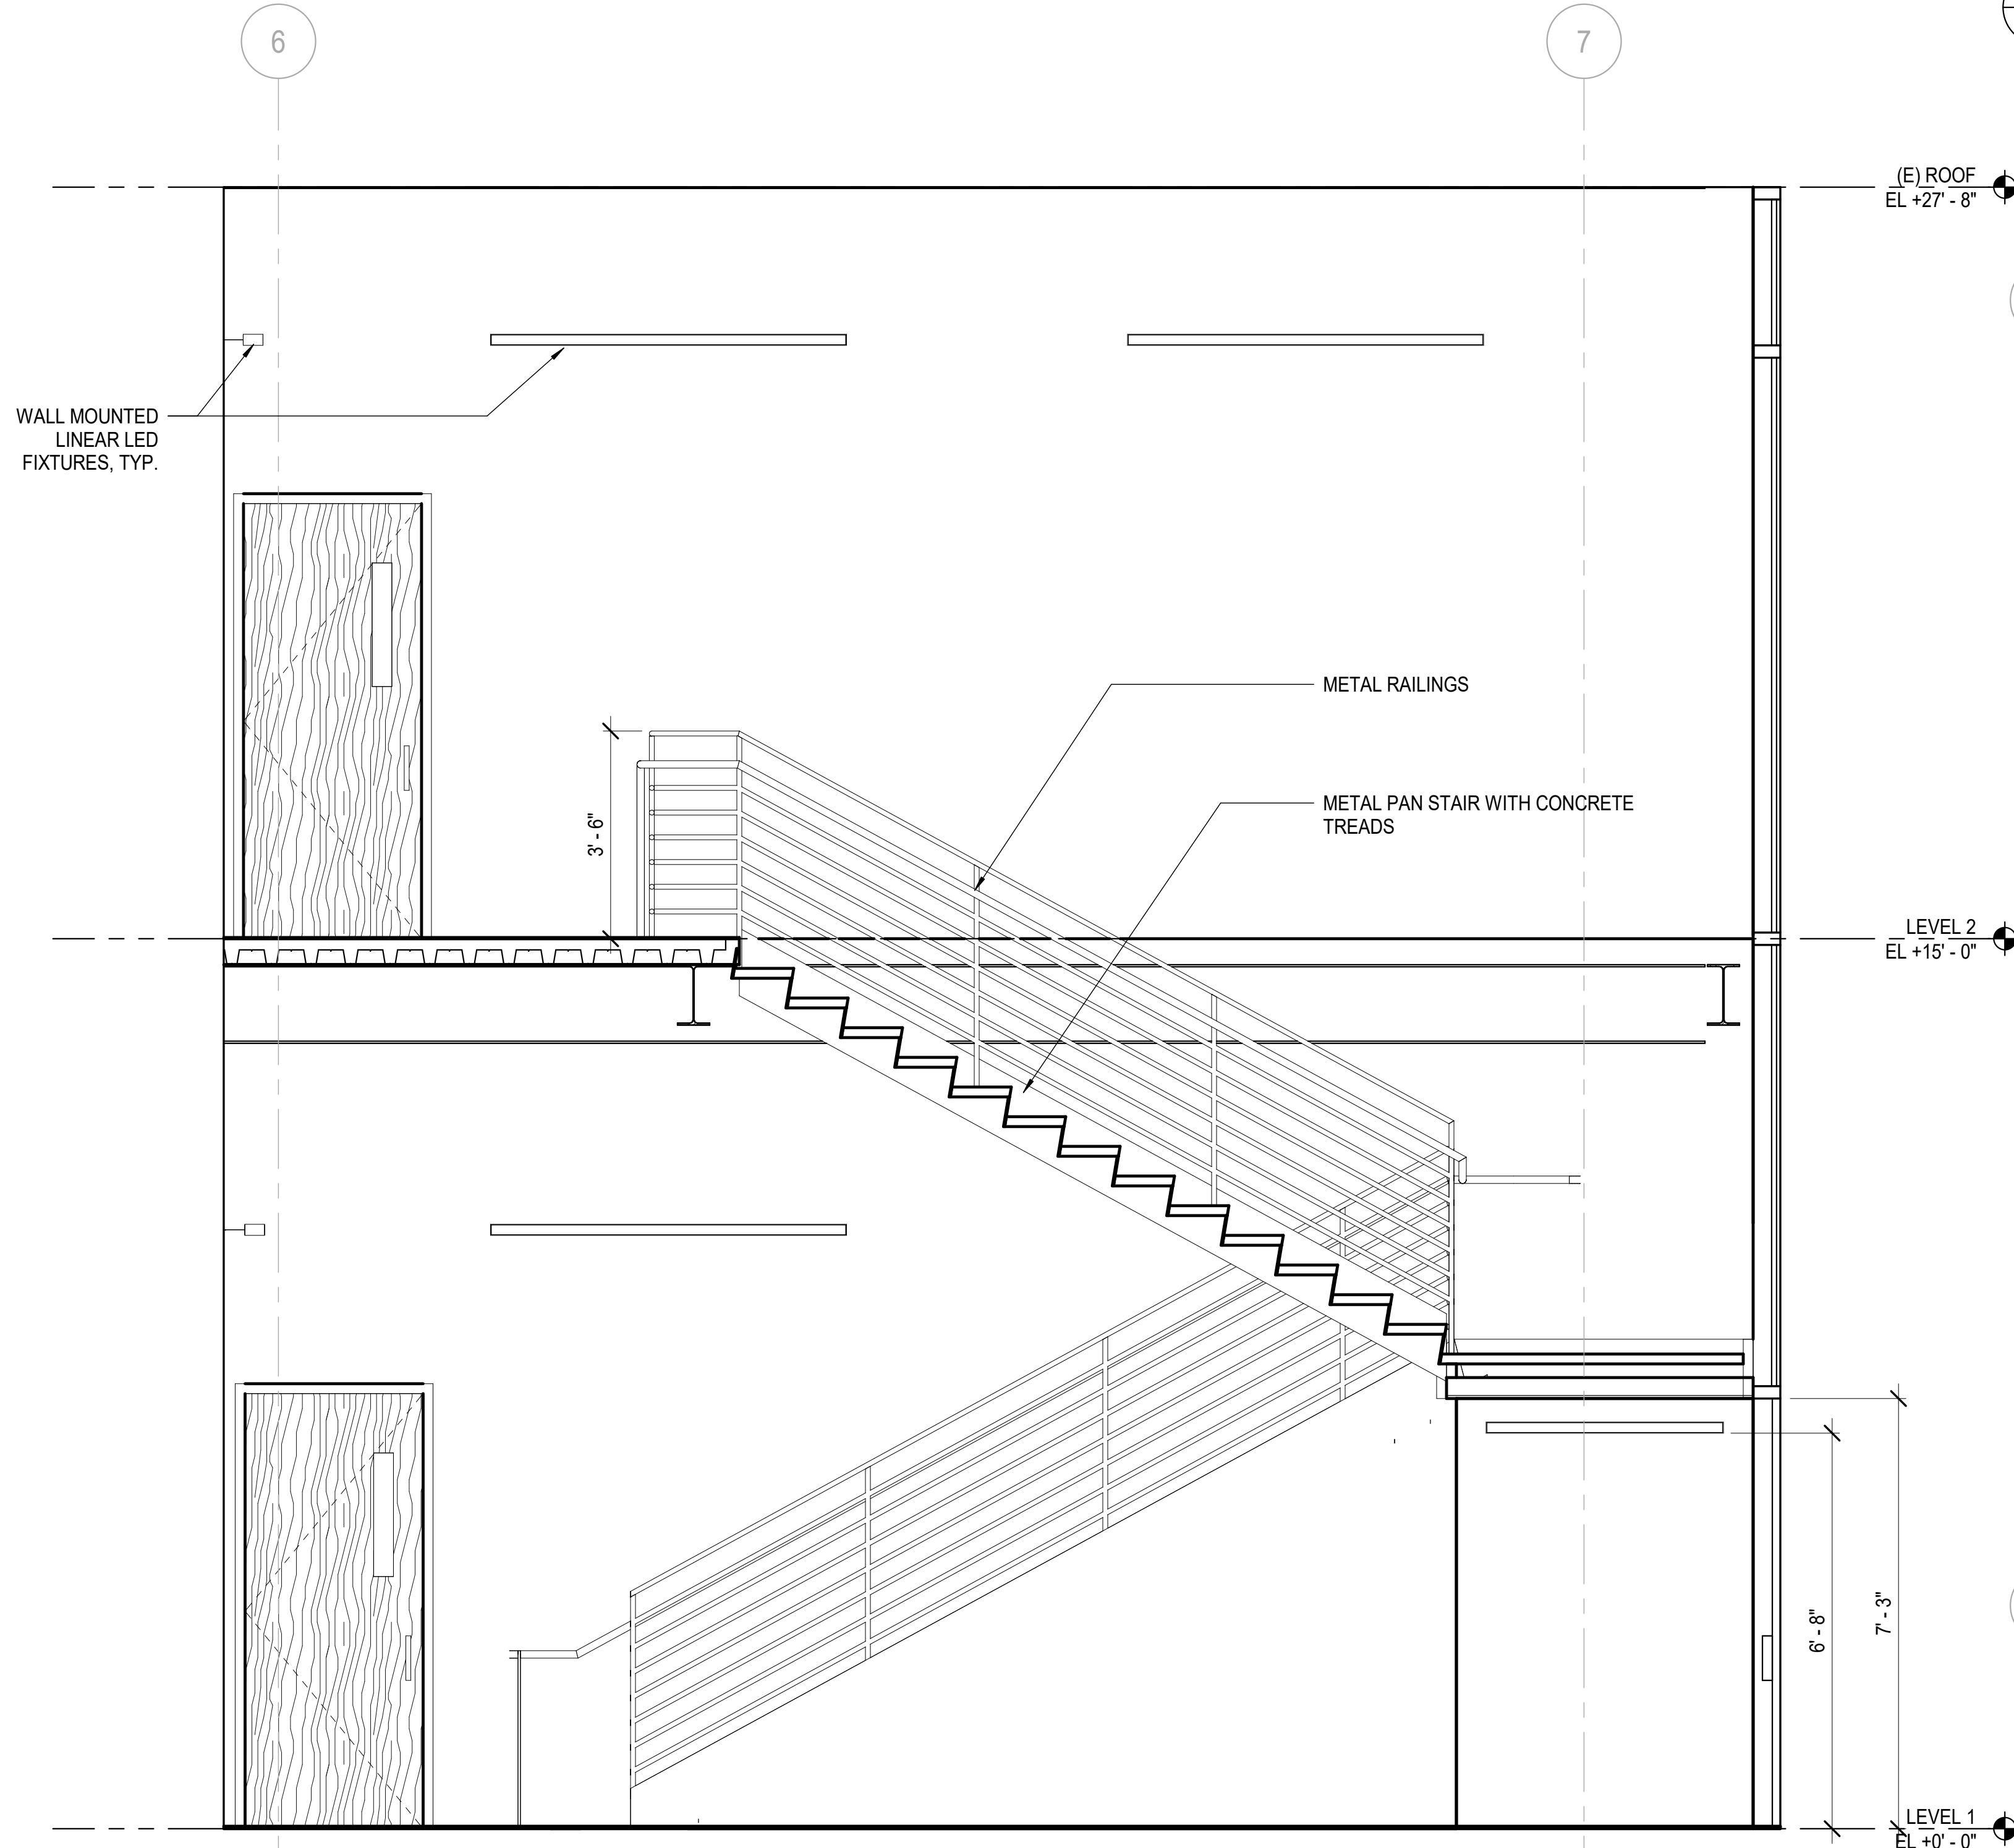 6
7
(E) ROOF
EL +27' - 8"
WALL MOUNTED
LINEAR LED
FIXTURES, TYP.
METAL RAILINGS
METAL PAN STAIR WITH CONCRETE
TREADS
3' - 6"
LEVEL 2
EL +15' - 0"
6' - 8"
7' - 3"
LEVEL 1
EL +0' - 0"